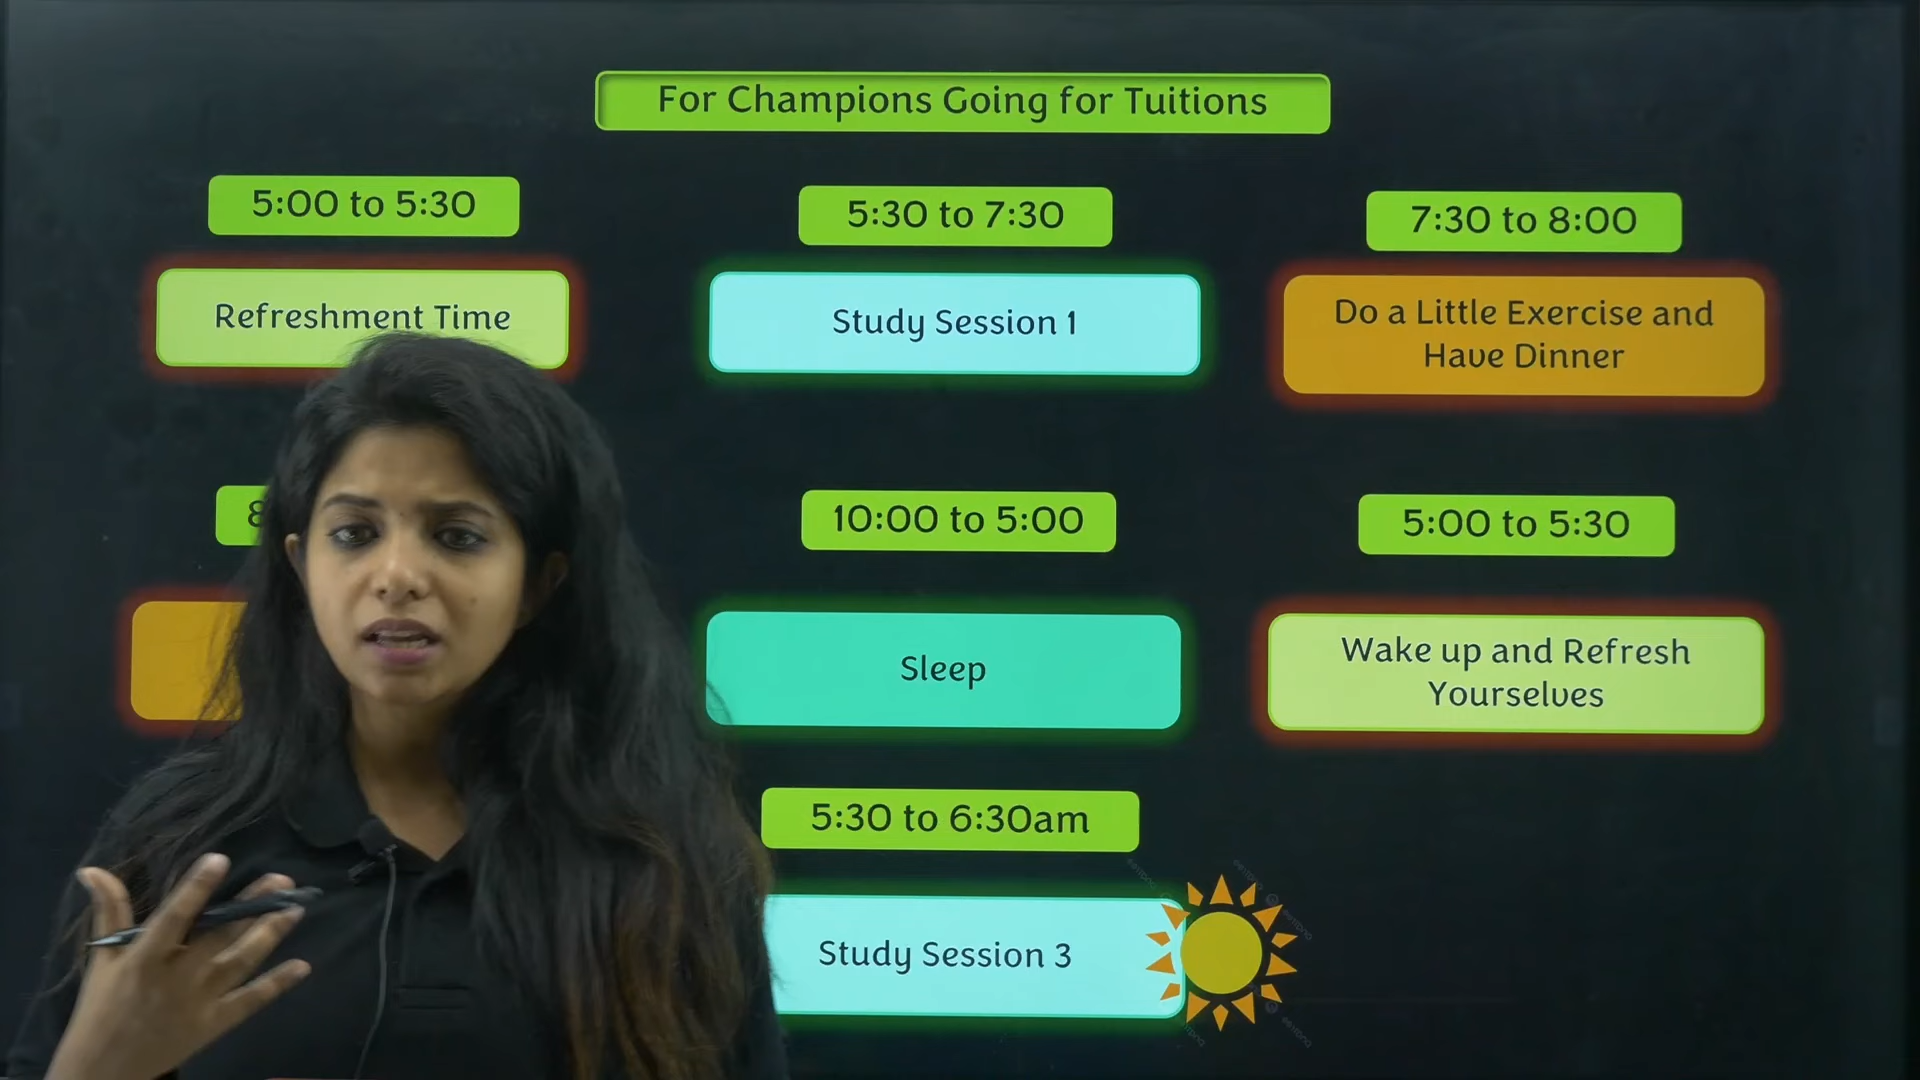 For Champions Going for Tuitions
5:00 to 5:30
5:30 to 7:30
7:30 to 8:00
Refreshment Time
Study Session 1
Do a Little Exercise and
Have Dinner
10:00 to 5:00
5:00 to 5:30
Sleep
Wake up and Refresh
Yourselves
5:30 to 6:30am
Study Session 3